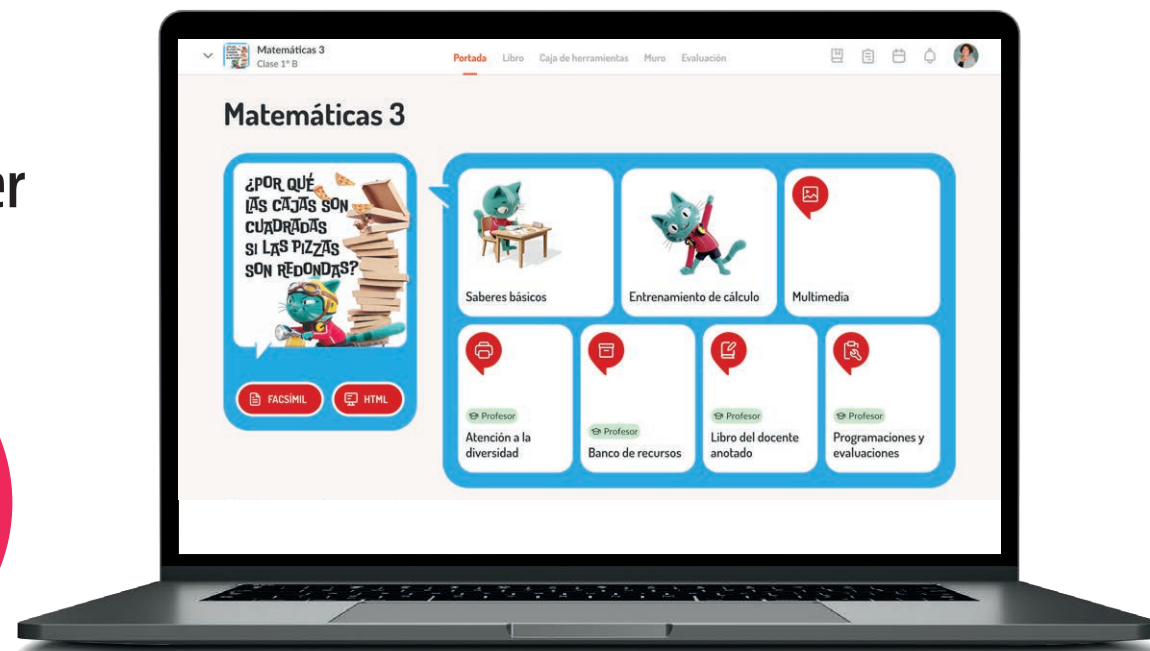 er
Matemáticas 3
Clase 1º B
Portada Libro Caja de herramientas Muro Evaluación
Matemáticas 3
¿POR QUÉ
LAS CAJAS SON
CUADRADAS
SI LAS PIZZAS
SON REDONDAS?
FACSÍMIL
HTML
Saberes básicos
Entrenamiento de cálculo
Multimedia
Profesor
Atención a la
diversidad
Profesor
Banco de recursos
Profesor
Libro del docente
anotado
Profesor
Programaciones y
evaluaciones